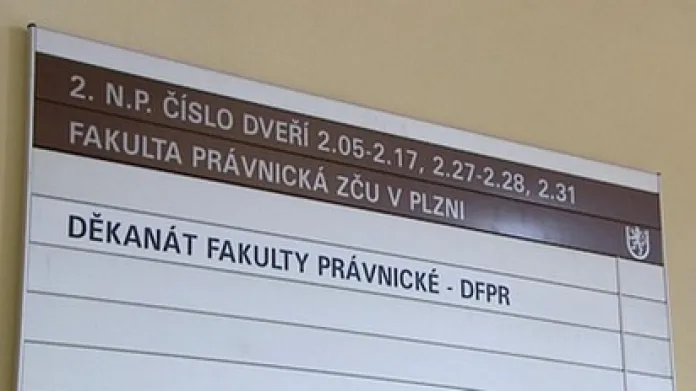 2. N.P. ČÍSLO DVEŘÍ 2.05-2.17, 2.27-2.28, 2.31
FAKULTA PRÁVNICKÁ ZČU V PLZNI
DĚKANÁT FAKULTY PRÁVNICKÉ - DFPR